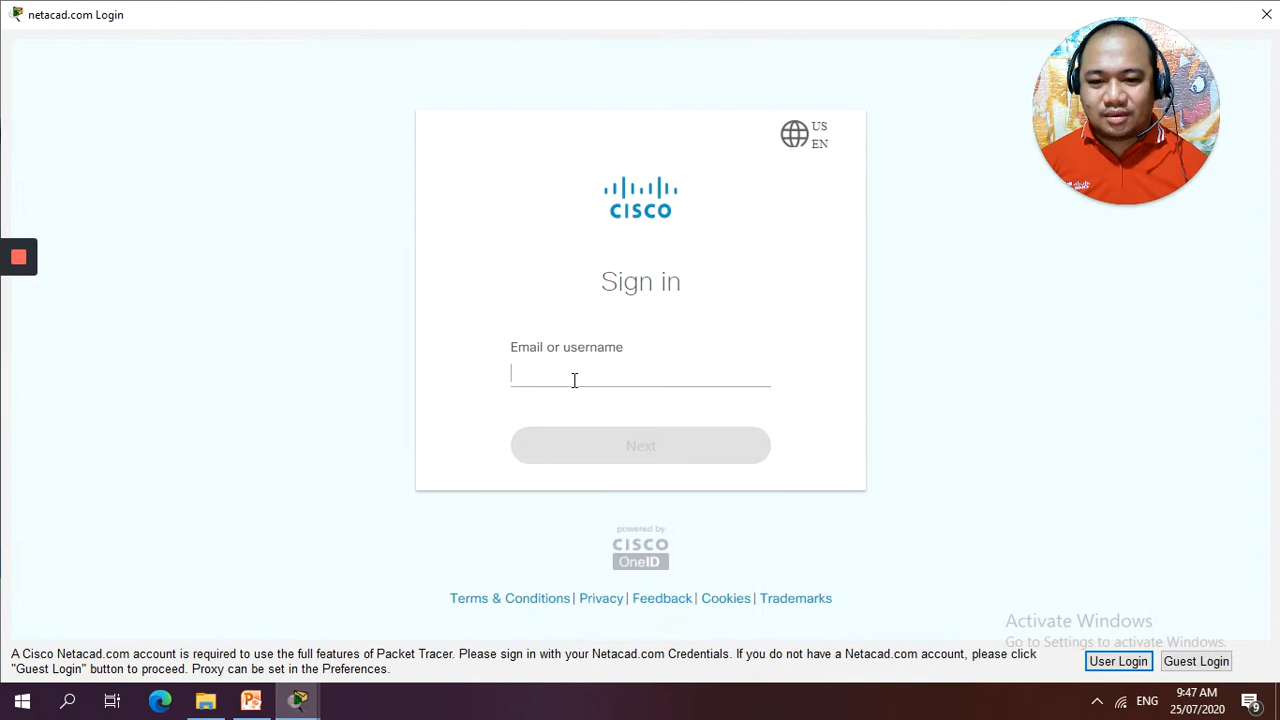 netacad.com Login
US
EN
CISCO
Sign in
Email or username
Next
powered by
CISCO
OneID
Terms & Conditions | Privacy | Feedback | Cookies | Trademarks
Activate Windows
Go to Settings to activate Windows.
A Cisco Netacad.com account is required to use the full features of Packet Tracer. Please sign in with your Netacad.com Credentials. If you do not have a Netacad.com account, please click
"Guest Login" button to proceed. Proxy can be set in the Preferences.
User Login
Guest Login
ENG
9:47 AM
25/07/2020
9